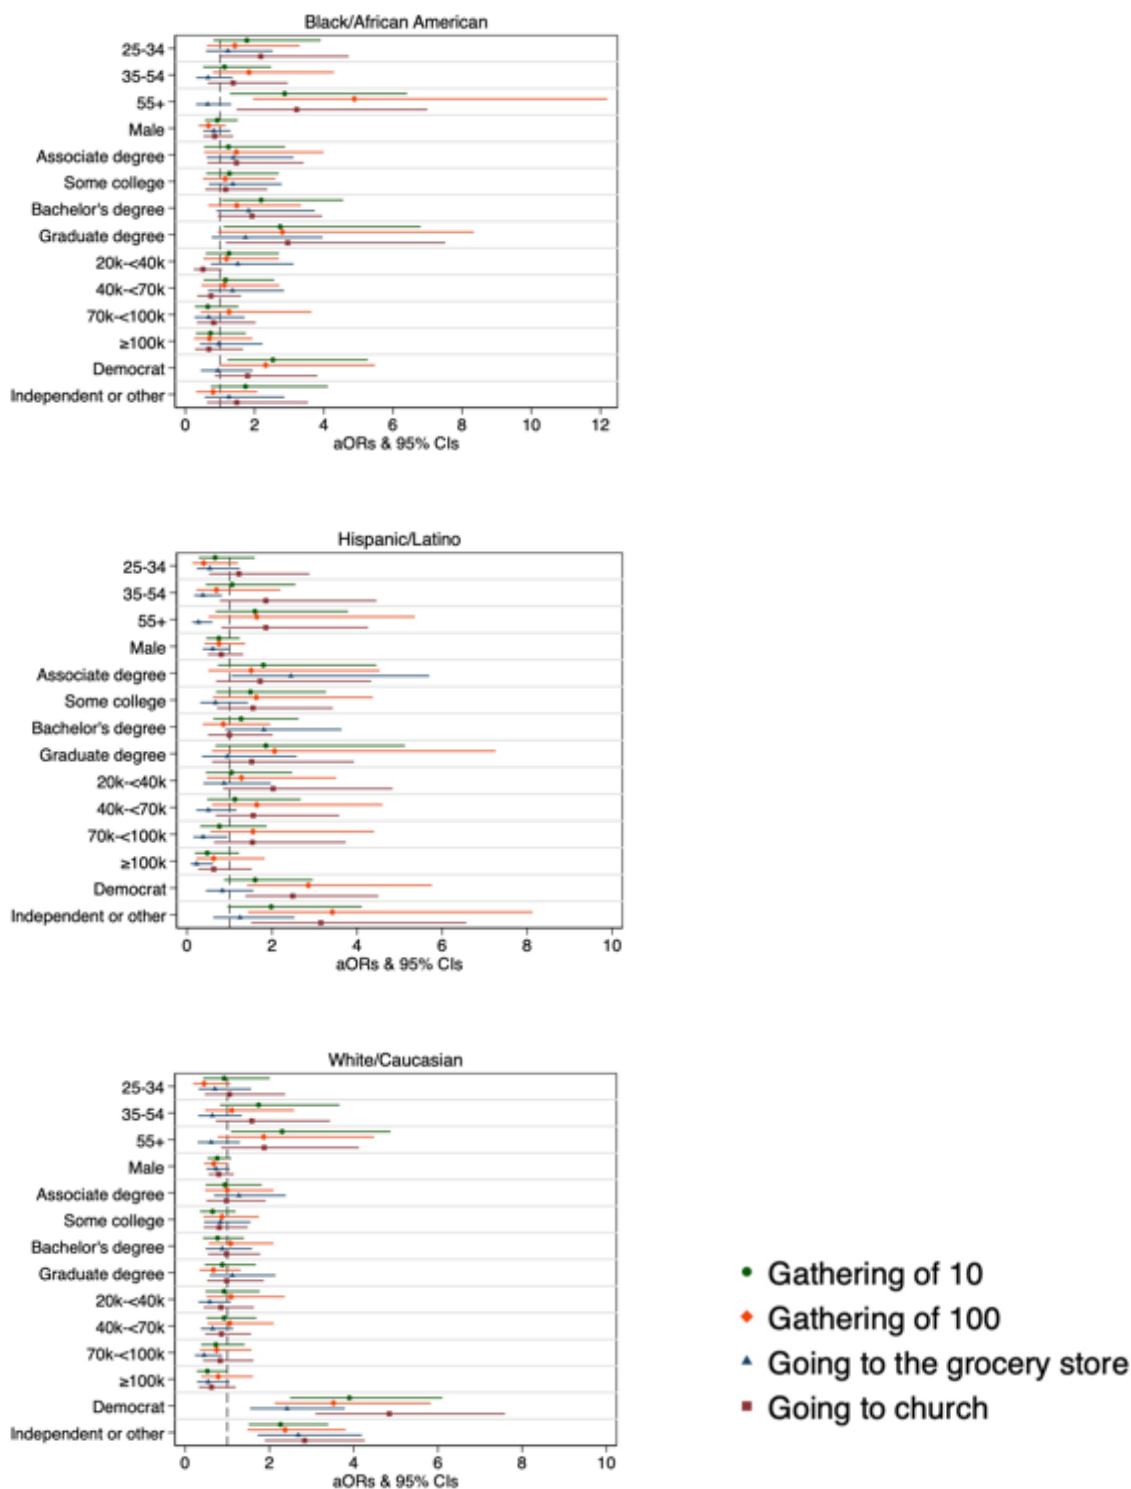 Black/African American
25-34
35-54
55+
Male
Associate degree
Some college
Bachelor's degree
Graduate degree
20k-<40k
40k-<70k
70k-<100k
≥100k
Democrat
Independent or other
0 2 4 6 8 10 12
aORs & 95% CIs
Hispanic/Latino
25-34
35-54
55+
Male
Associate degree
Some college
Bachelor's degree
Graduate degree
20k-<40k
40k-<70k
70k-<100k
≥100k
Democrat
Independent or other
0 2 4 6 8 10
aORs & 95% CIs
White/Caucasian
25-34
35-54
55+
Male
Associate degree
Some college
Bachelor's degree
Graduate degree
20k-<40k
40k-<70k
70k-<100k
≥100k
Democrat
Independent or other
0 2 4 6 8 10
aORs & 95% CIs
Gathering of 10
Gathering of 100
Going to the grocery store
Going to church